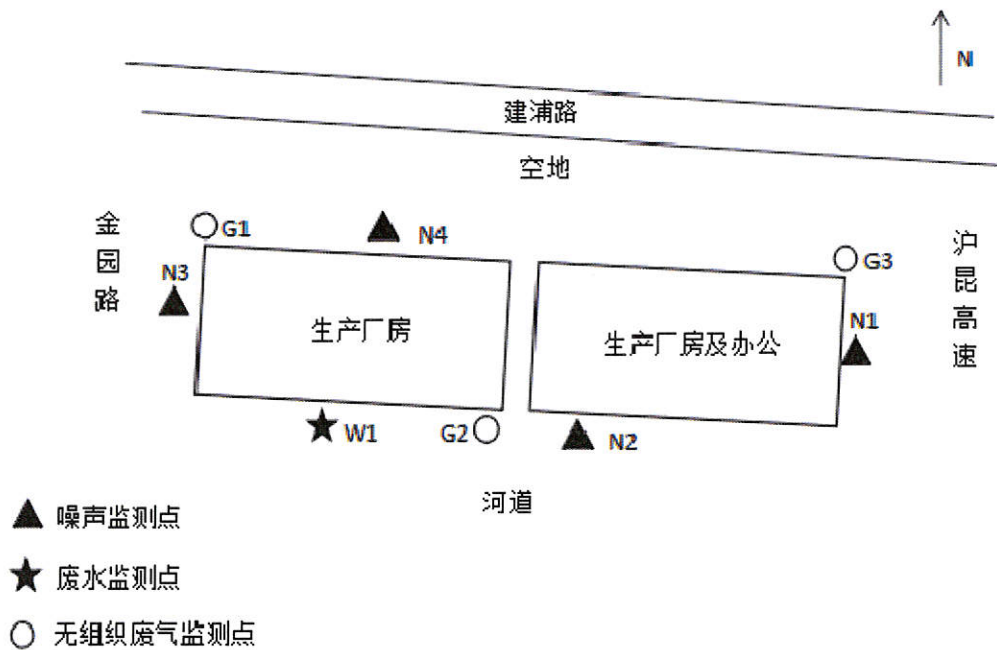 N
建浦路
空地
金园路
G1
N4
沪昆高速
G3
N3
N1
生产厂房
生产厂房及办公
W1
G2
N2
河道
噪声监测点
废水监测点
无组织废气监测点